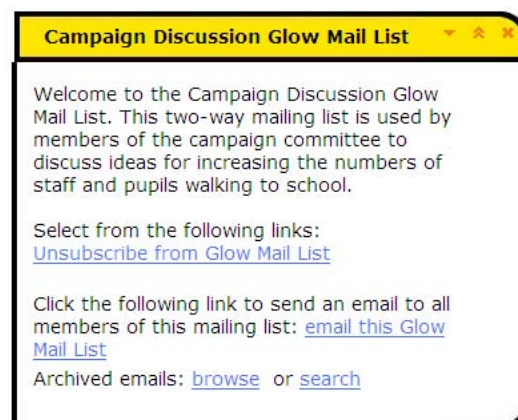 Campaign Discussion Glow Mail List
Welcome to the Campaign Discussion Glow
Mail List. This two-way mailing list is used by
members of the campaign committee to
discuss ideas for increasing the numbers of
staff and pupils walking to school.
Select from the following links:
Unsubscribe from Glow Mail List
Click the following link to send an email to all
members of this mailing list: email this Glow
Mail List
Archived emails: browse or search